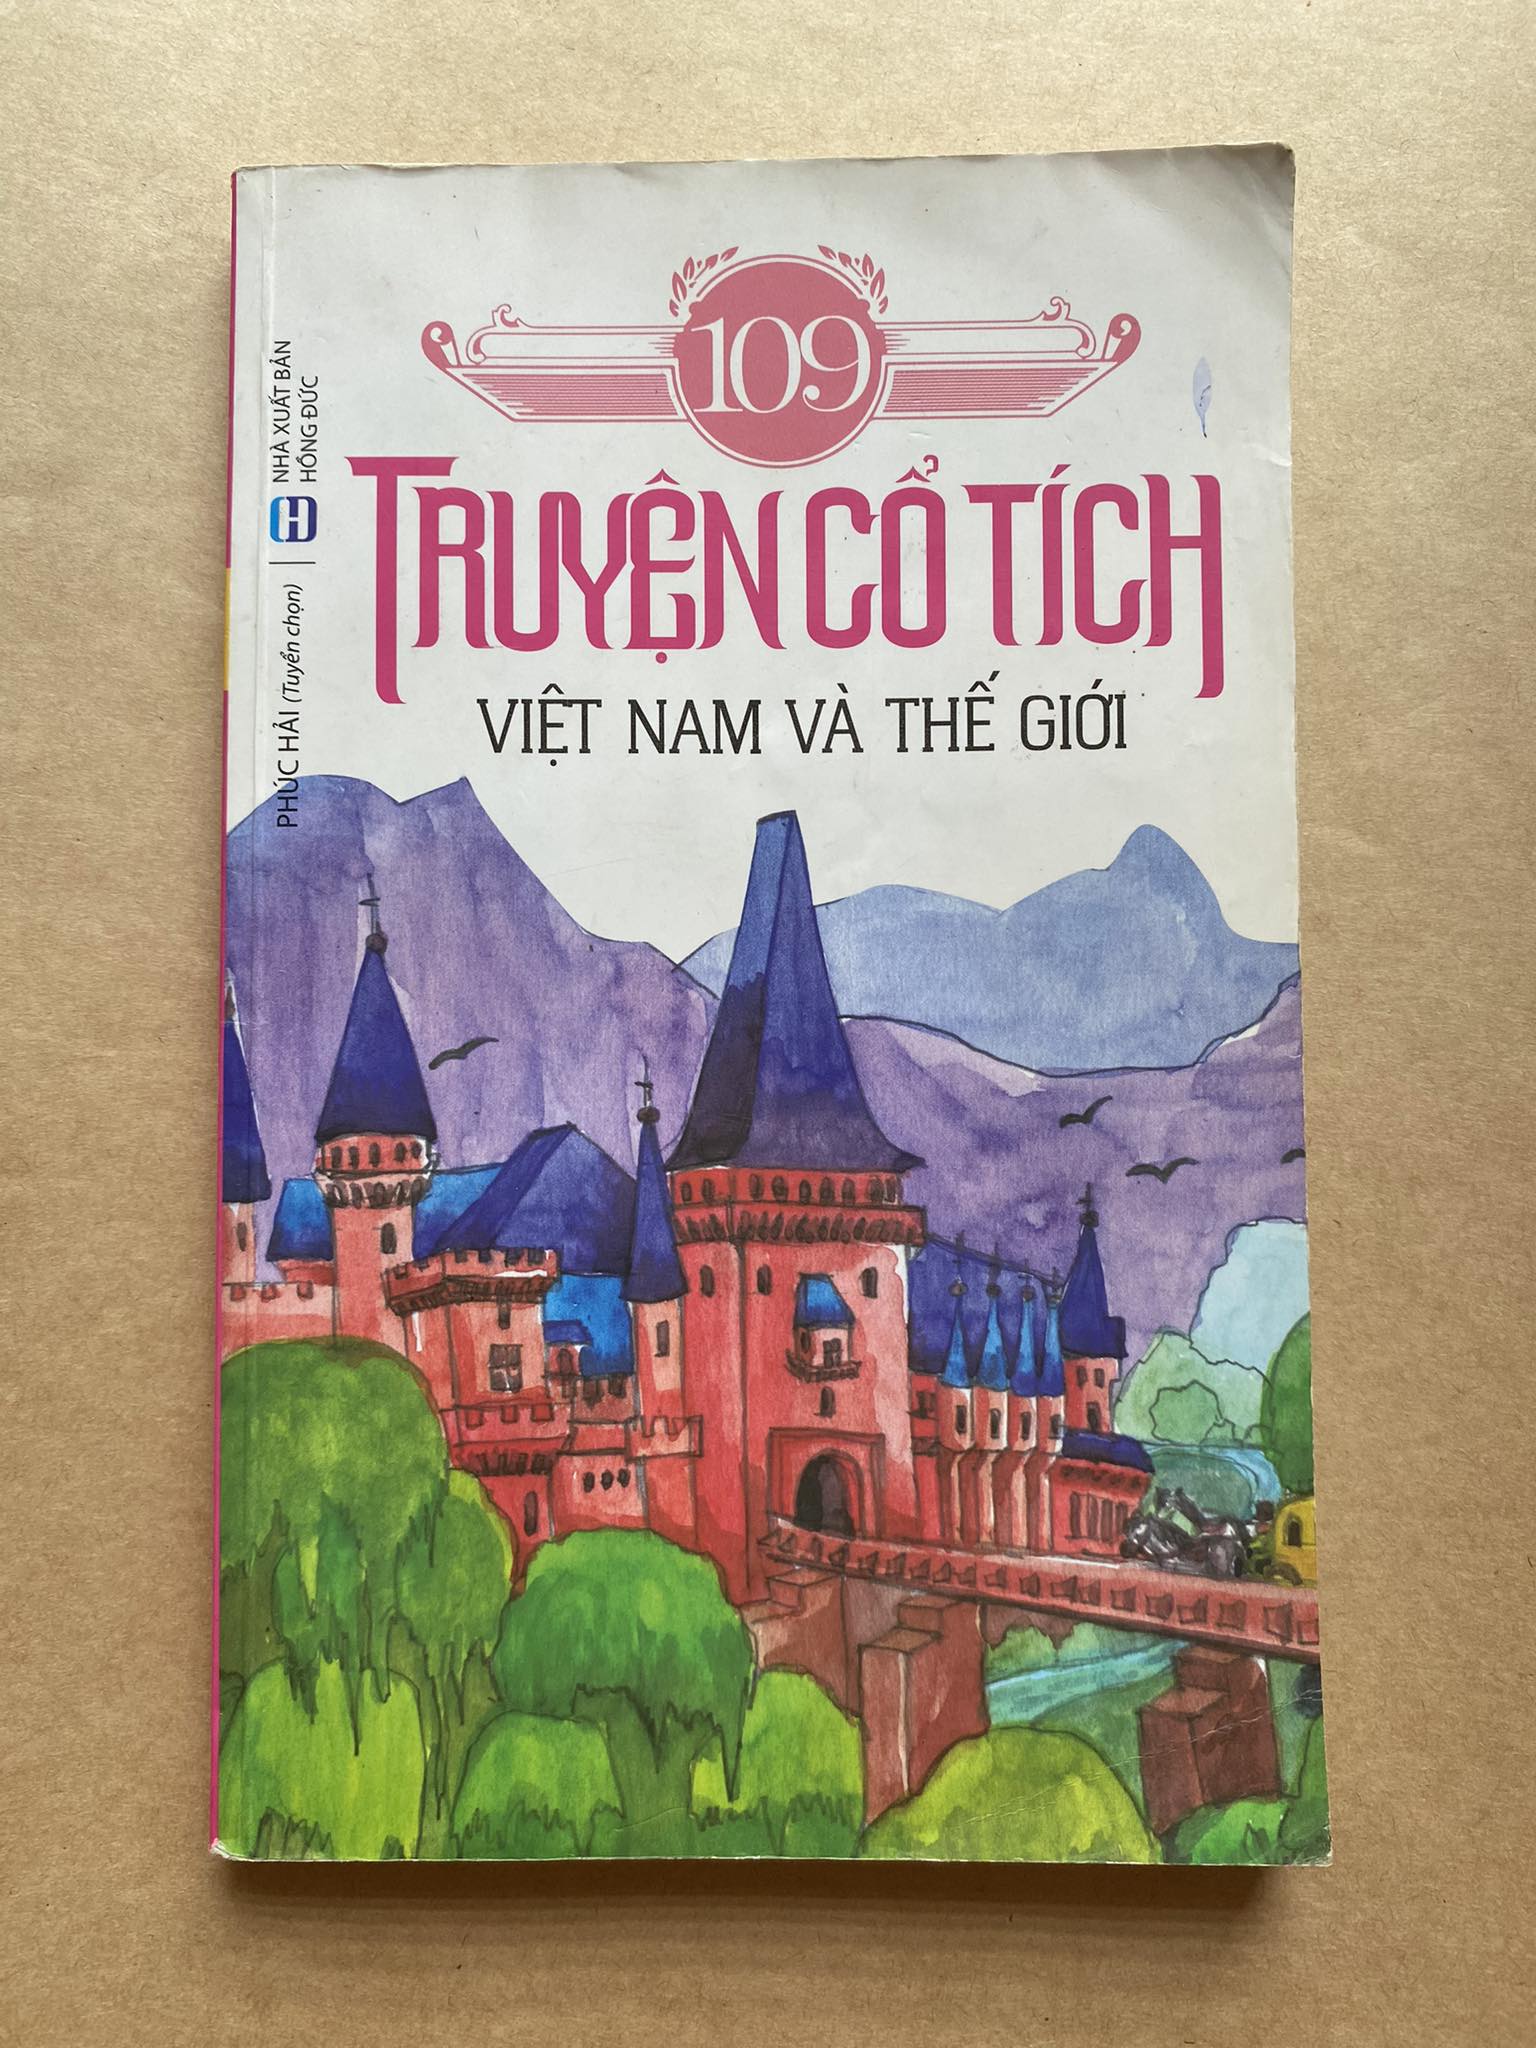 109
TRUYỆN CỔ TÍCH
VIỆT NAM VÀ THẾ GIỚI
PHÚC HẢI (Tuyển chọn)
NHÀ XUẤT BẢN
HỒNG ĐỨC